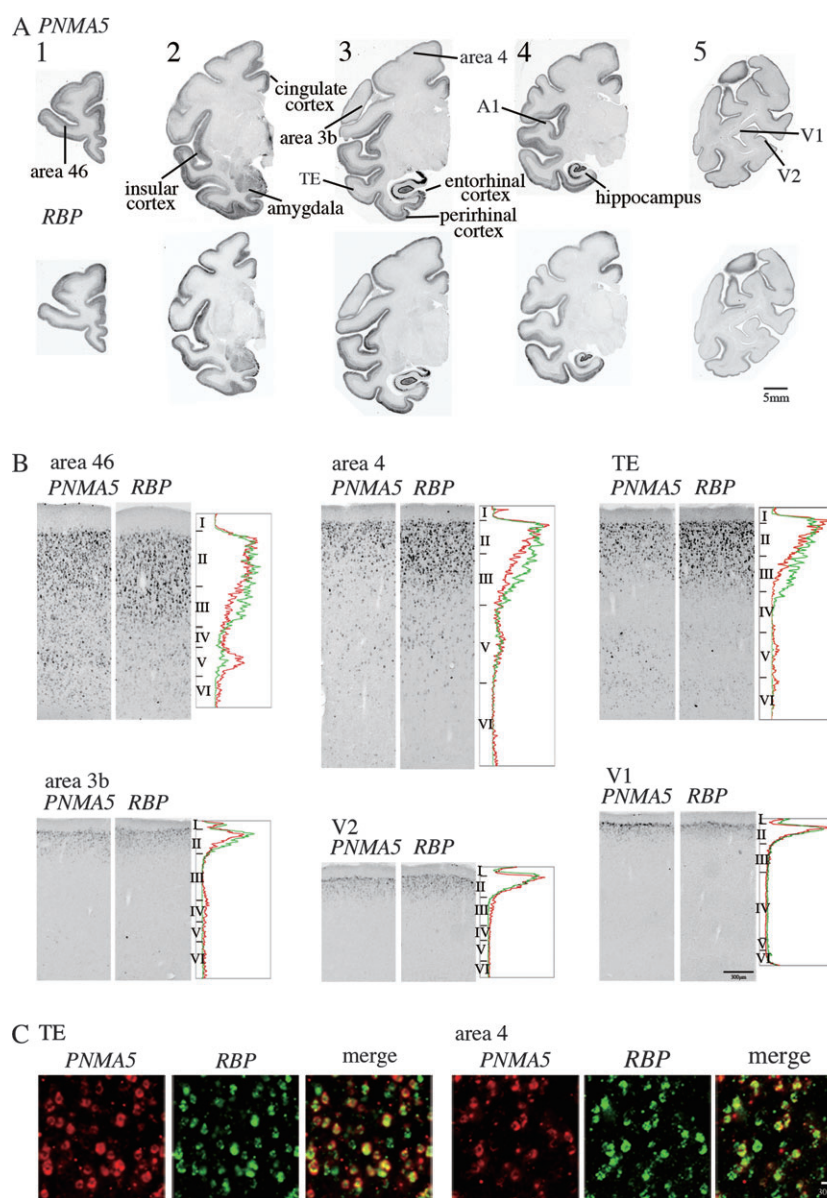 A
PNMA5
1 2 3 4 5
area 4
cingulate
cortex
A1
area 3b
V1
area 46
insular
cortex
TE
entorhinal
cortex
V2
amygdala
hippocampus
RBP
perirhinal
cortex
5mm
B
area 46
PNMA5 RBP
I
II
III
IV
V
VI
area 4
PNMA5 RBP
I
II
III
V
VI
TE
PNMA5 RBP
I
II
III
IV
V
VI
area 3b
PNMA5 RBP
I
II
III
IV
V
VI
V2
PNMA5 RBP
I
II
III
IV
V
VI
V1
PNMA5 RBP
I
II
III
IV
V
VI
300μm
C TE
PNMA5 RBP merge
area 4
PNMA5 RBP merge